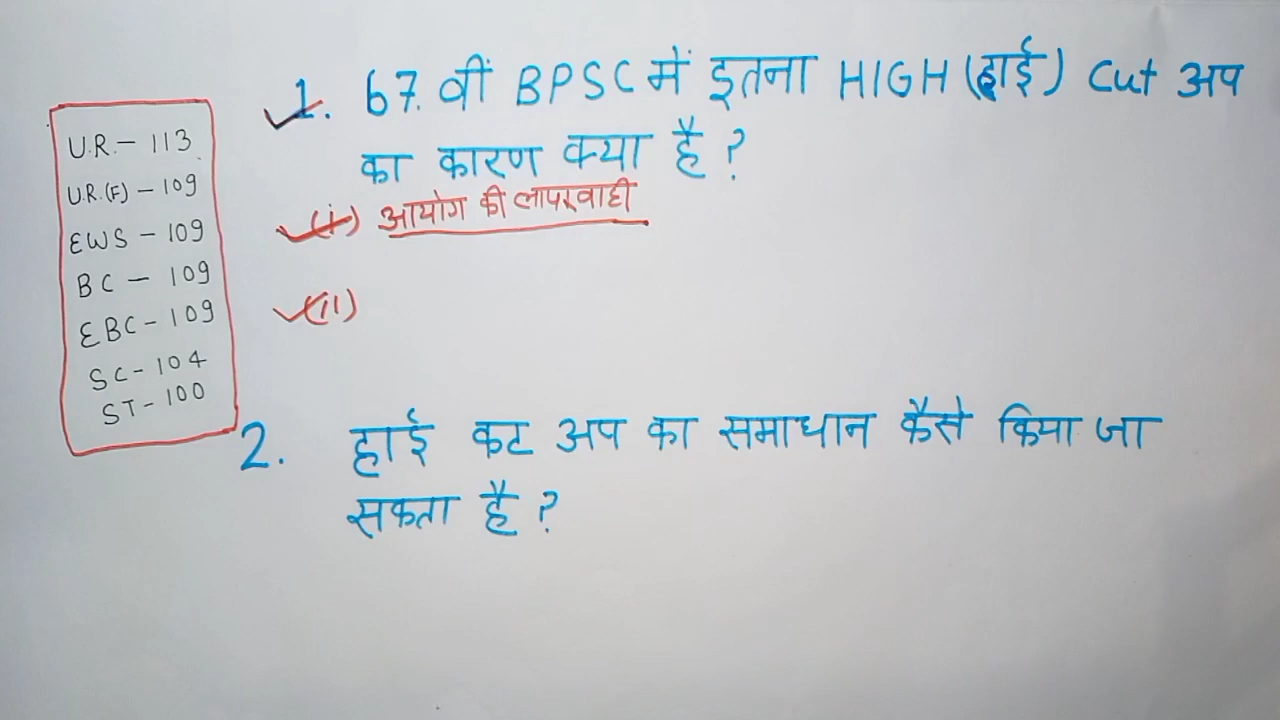 1. 67. वीं BPSC में इतना HIGH (हाई) Cut अप
का कारण क्या है ?
(i) आयोग की लापरवाही
(ii)
U.R. - 113
U.R.(F) - 109
EWS - 109
BC - 109
EBC - 109
SC - 104
ST - 100
2. हाई कट अप का समाधान कैसे किया जा
सकता है ?